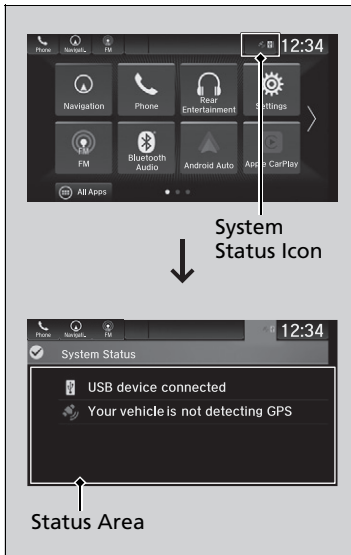 Phone Navigati.. FM 12:34
Navigation Phone Rear Entertainment Settings
FM Bluetooth Audio Android Auto Apple CarPlay
All Apps
System
Status Icon
Phone Navigati.. FM 12:34
System Status
USB device connected
Your vehicle is not detecting GPS
Status Area